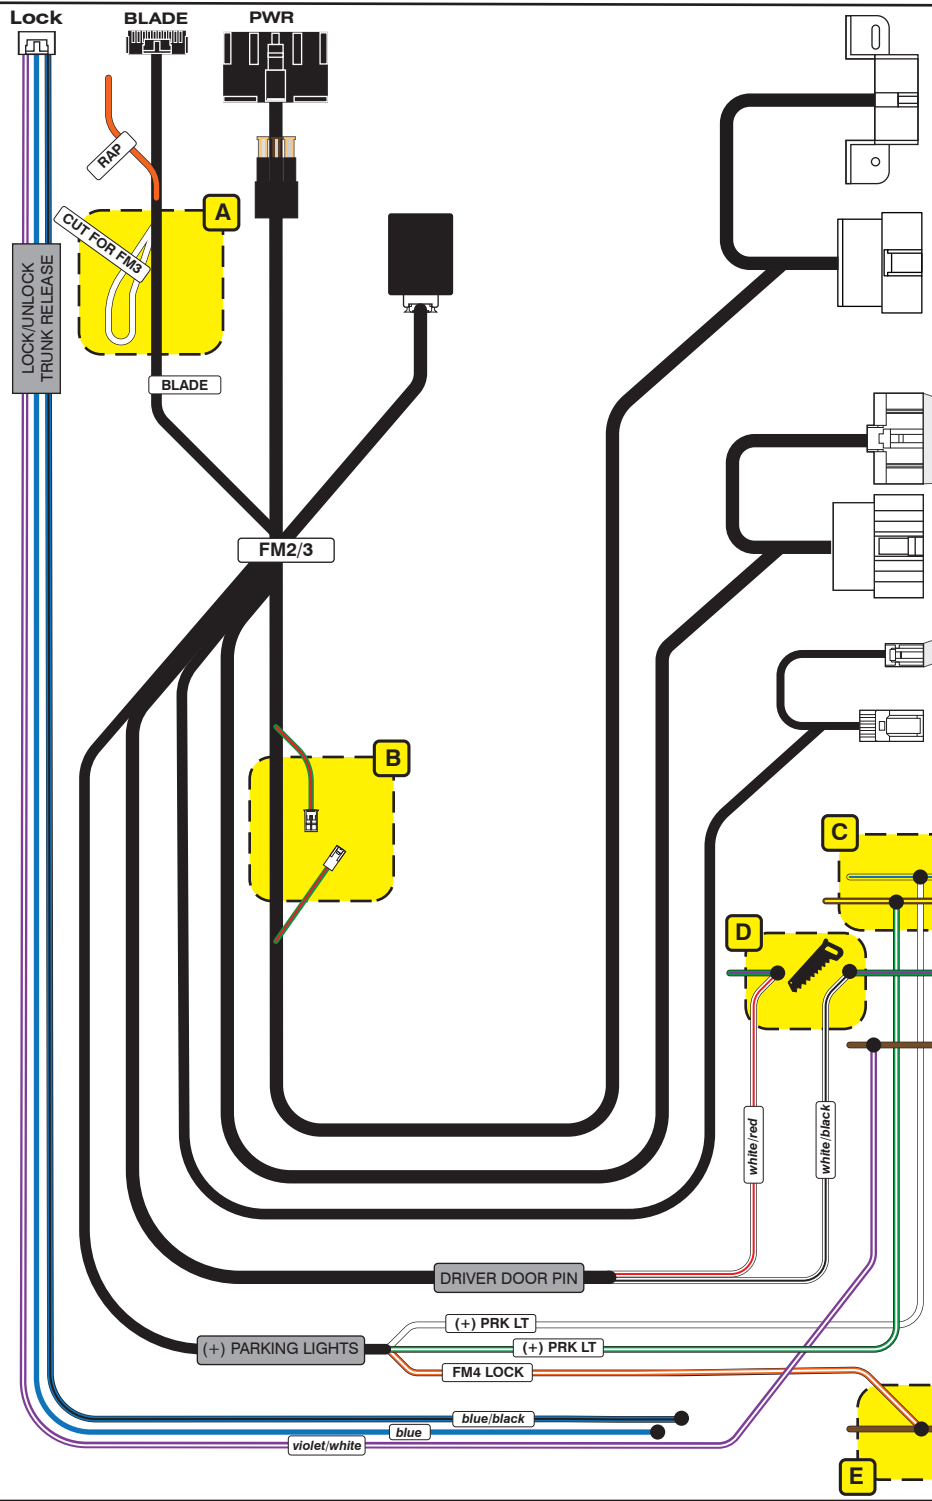 Lock
BLADE
PWR
RAP
A
CUT FOR FM3
LOCK/UNLOCK
TRUNK RELEASE
BLADE
FM2/3
B
C
D
white/red
white/black
DRIVER DOOR PIN
(+) PRK LT
(+) PARKING LIGHTS
(+) PRK LT
FM4 LOCK
blue/black
blue
violet/white
E